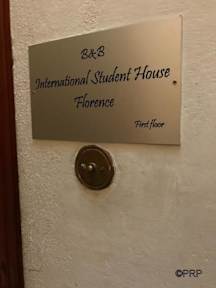 B&B
International Student House
Florence
First floor
©PRP